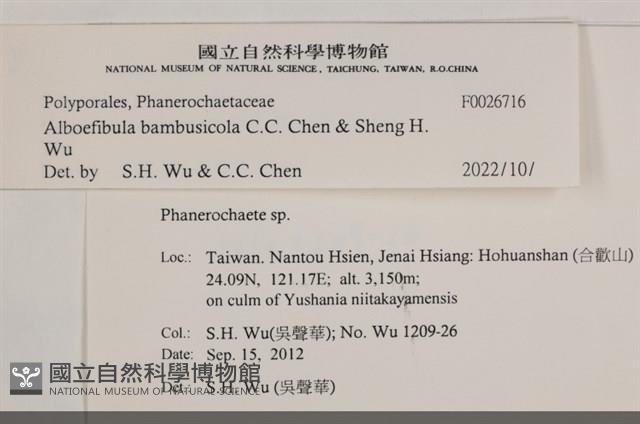 國立自然科學博物館
NATIONAL MUSEUM OF NATURAL SCIENCE, TAICHUNG, TAIWAN, R.O.CHINA
Polyporales, Phanerochaetaceae F0026716
Alboefibula bambusicola C.C. Chen & Sheng H.
Wu
Det. by S.H. Wu & C.C. Chen 2022/10/
Phanerochaete sp.
Loc.: Taiwan. Nantou Hsien, Jenai Hsiang: Hohuanshan (合歡山)
24.09N, 121.17E; alt. 3,150m;
on culm of Yushania niitakayamensis
Col.: S.H. Wu(吳聲華); No. Wu 1209-26
Date: Sep. 15, 2012
Det.: S.H. Wu (吳聲華)
國立自然科學博物館
NATIONAL MUSEUM OF NATURAL SCIENCE